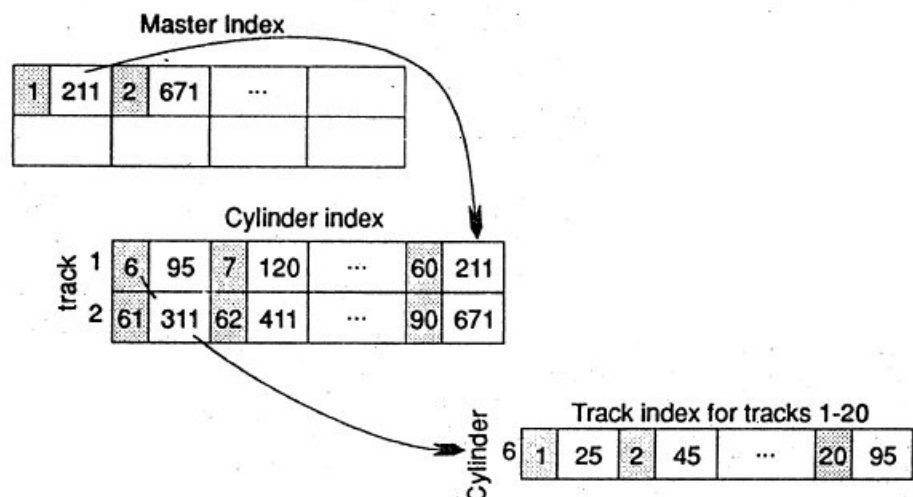 Master Index
1 211 2 671 ...
Cylinder index
track
1 6 95 7 120 ... 60 211
2 61 311 62 411 ... 90 671
Track index for tracks 1-20
Cylinder
6 1 25 2 45 ... 20 95